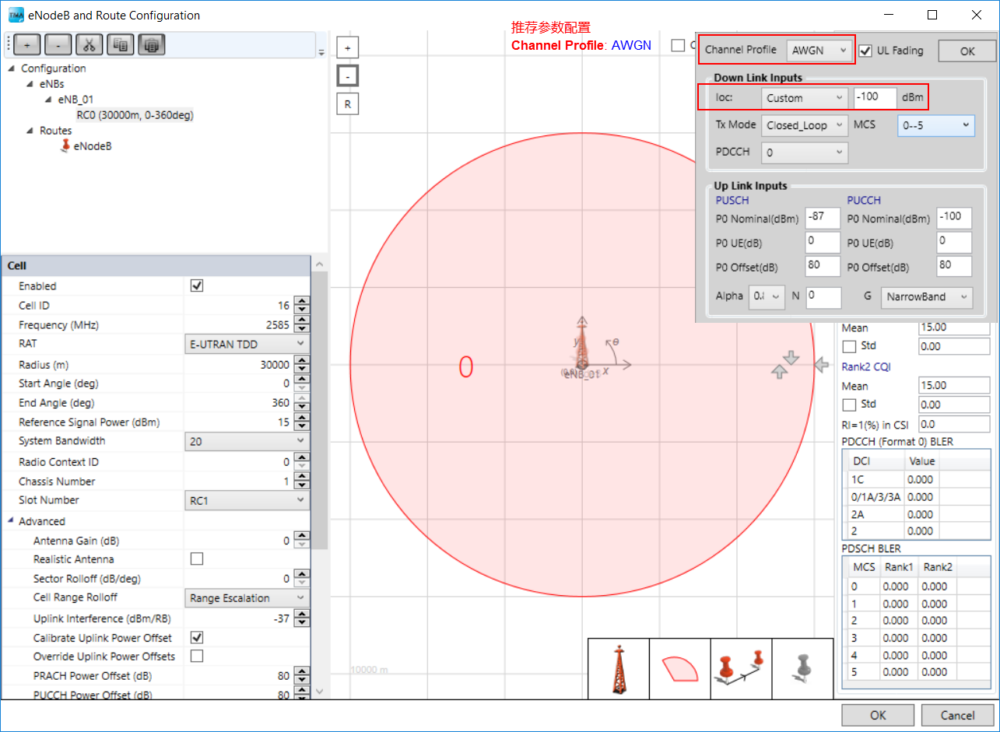 TMA eNodeB and Route Configuration
+ -
Configuration
eNBs
eNB_01
RC0 (30000m, 0-360deg)
Routes
eNodeB
Cell
Enabled
Cell ID 16
Frequency (MHz) 2585
RAT E-UTRAN TDD
Radius (m) 30000
Start Angle (deg) 0
End Angle (deg) 360
Reference Signal Power (dBm) 15
System Bandwidth 20
Radio Context ID 0
Chassis Number 1
Slot Number RC1
Advanced
Antenna Gain (dB) 0
Realistic Antenna
Sector Rolloff (dB/deg) 0
Cell Range Rolloff Range Escalation
Uplink Interference (dBm/RB) -37
Calibrate Uplink Power Offset
Override Uplink Power Offsets
PRACH Power Offset (dB) 80
PUCCH Power Offset (dB) 80
+
-
R
推荐参数配置
Channel Profile: AWGN
0
y θ
x
eNB_01
10000 m
Channel Profile AWGN UL Fading OK
Down Link Inputs
Ioc: Custom -100 dBm
Tx Mode Closed_Loop MCS 0--5
PDCCH 0
Up Link Inputs
PUSCH PUCCH
P0 Nominal(dBm) -87 P0 Nominal(dBm) -100
P0 UE(dB) 0 P0 UE(dB) 0
P0 Offset(dB) 80 P0 Offset(dB) 80
Alpha N 0 G NarrowBand
Mean 15.00
Std 0.00
Rank2 CQI
Mean 15.00
Std 0.00
RI=1(%) in CSI 0.0
PDCCH (Format 0) BLER
DCI Value
1C 0.000
0/1A/3/3A 0.000
2A 0.000
2 0.000
PDSCH BLER
MCS Rank1 Rank2
0 0.000 0.000
1 0.000 0.000
2 0.000 0.000
3 0.000 0.000
4 0.000 0.000
5 0.000 0.000
OK Cancel